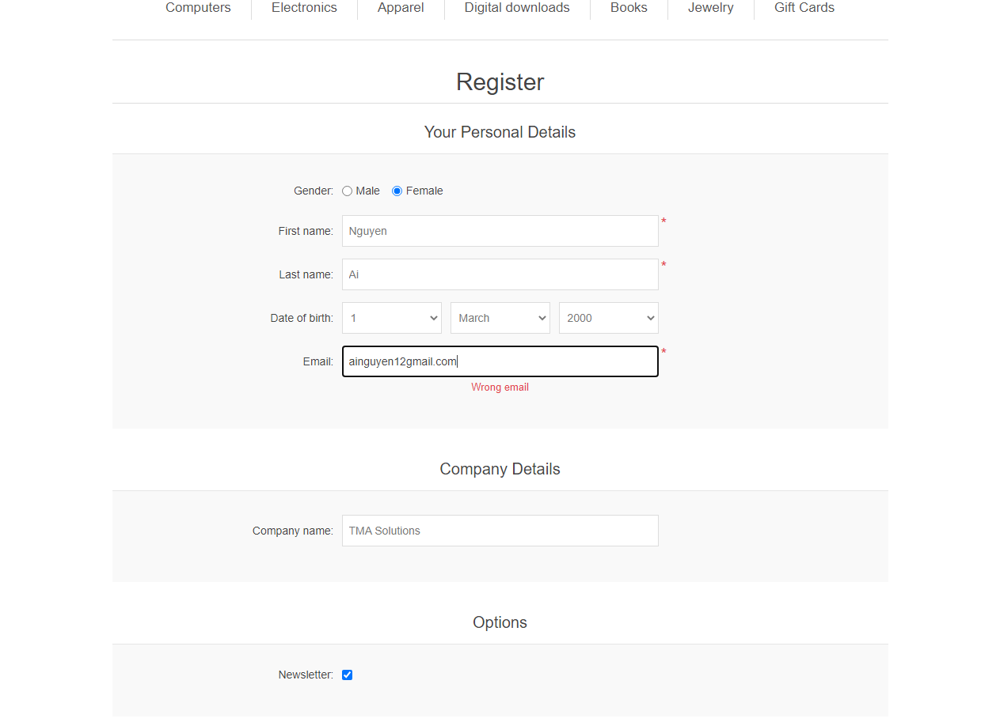 Computers Electronics Apparel Digital downloads Books Jewelry Gift Cards
Register
Your Personal Details
Gender: Male Female
First name: Nguyen *
Last name: Ai *
Date of birth: 1 March 2000
Email: ainguyen12gmail.com *
Wrong email
Company Details
Company name: TMA Solutions
Options
Newsletter: